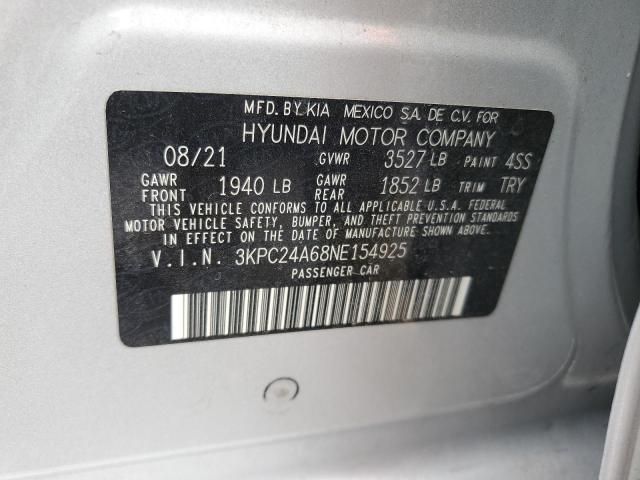 MFD. BY KIA MEXICO S.A. DE C.V. FOR
HYUNDAI MOTOR COMPANY
08/21 GVWR 3527 LB PAINT 4SS
GAWR FRONT 1940 LB GAWR REAR 1852 LB TRIM TRY
THIS VEHICLE CONFORMS TO ALL APPLICABLE U.S.A. FEDERAL
MOTOR VEHICLE SAFETY, BUMPER, AND THEFT PREVENTION STANDARDS
IN EFFECT ON THE DATE OF MANUFACTURE SHOWN ABOVE.
V.I.N. 3KPC24A68NE154925
PASSENGER CAR